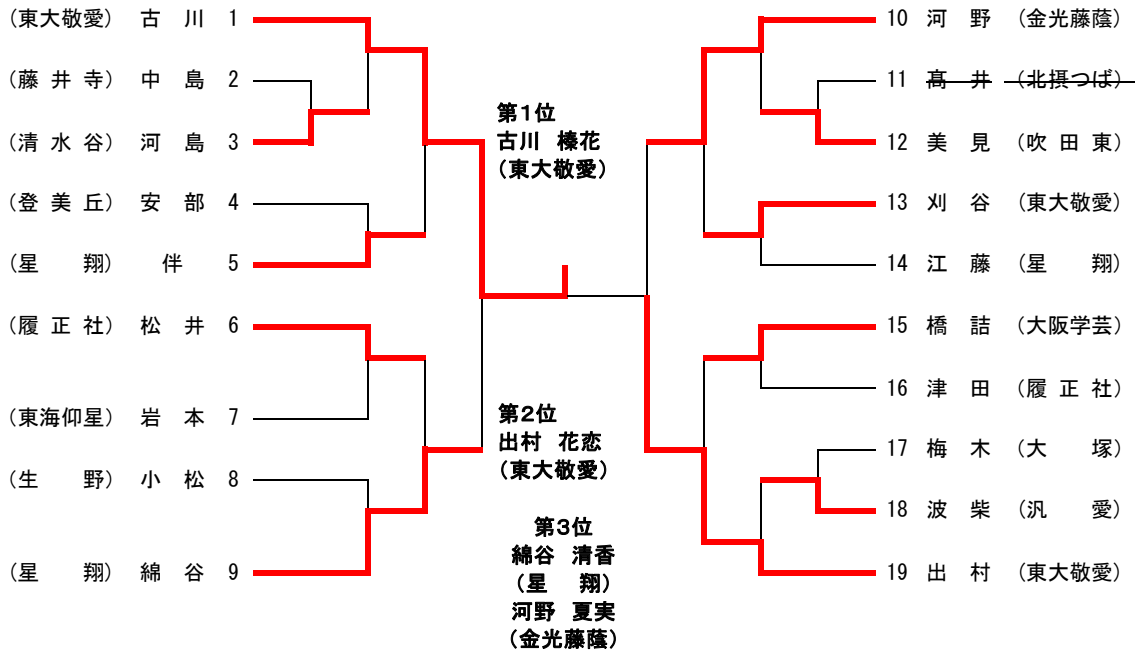 (東大敬愛) 古 川 1
(藤 井 寺) 中 島 2
(清 水 谷) 河 島 3
(登 美 丘) 安 部 4
(星 翔) 伴 5
(履 正 社) 松 井 6
(東海仰星) 岩 本 7
(生 野) 小 松 8
(星 翔) 綿 谷 9
第1位
古川 榛花
(東大敬愛)
第2位
出村 花恋
(東大敬愛)
第3位
綿谷 清香
(星 翔)
河野 夏実
(金光藤蔭)
10 河 野 (金光藤蔭)
11 髙 井 (北摂つば)
12 美 見 (吹 田 東)
13 刈 谷 (東大敬愛)
14 江 藤 (星 翔)
15 橋 詰 (大阪学芸)
16 津 田 (履 正 社)
17 梅 木 (大 塚)
18 波 柴 (汎 愛)
19 出 村 (東大敬愛)